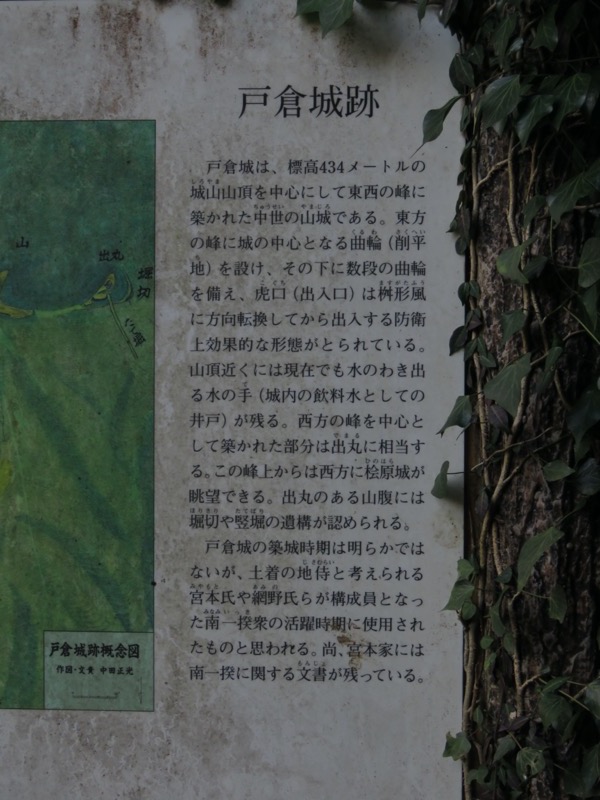 戸倉城跡
戸倉城は、標高434メートルの
城山山頂を中心にして東西の峰に
築かれた中世の山城である。東方
の峰に城の中心となる曲輪(削平
地)を設け、その下に数段の曲輪
を備え、虎口(出入口)は桝形風
に方向転換してから出入する防衛
上効果的な形態がとられている。
山頂近くには現在でも水のわき出
る水の手(城内の飲料水としての
井戸)が残る。西方の峰を中心と
して築かれた部分は出丸に相当す
る。この峰上からは西方に桧原城が
眺望できる。出丸のある山腹には
堀切や竪堀の遺構が認められる。
戸倉城の築城時期は明らかでは
ないが、土着の地侍と考えられる
宮本氏や網野氏らが構成員となっ
た南一揆衆の活躍時期に使用され
たものと思われる。尚、宮本家には
南一揆に関する文書が残っている。
山
出丸
堀切
戸倉城跡概念図
作図・文責 中田正光